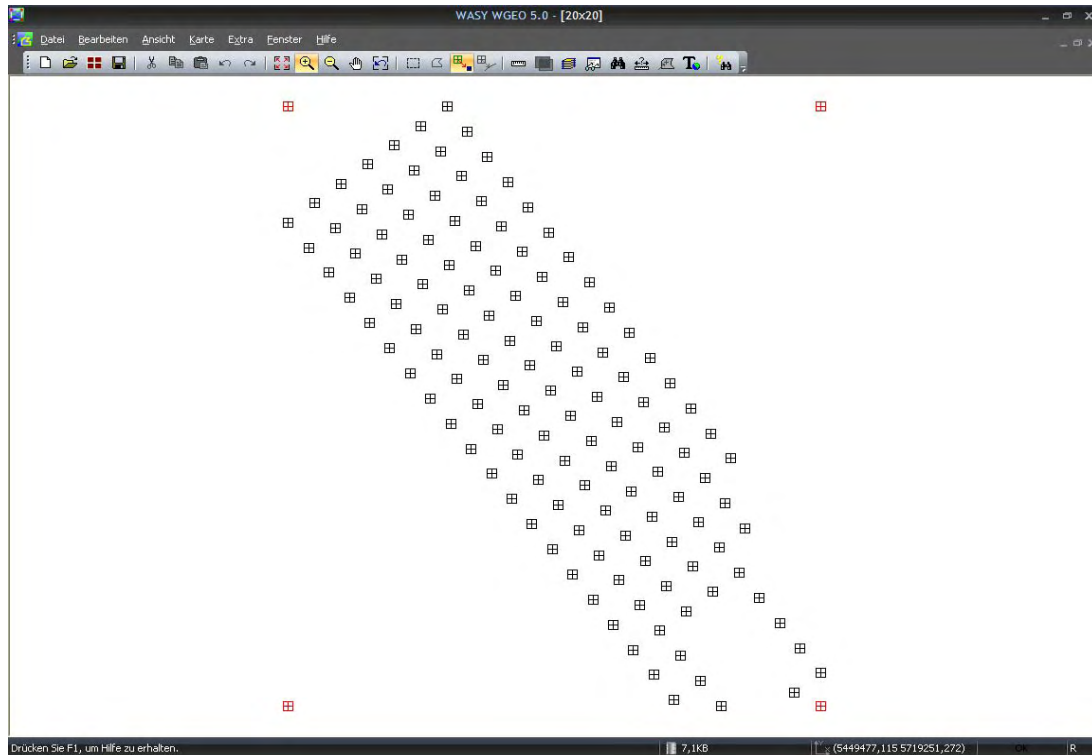 WASY WGEO 5.0 - [20x20]
Datei Bearbeiten Ansicht Karte Extra Fenster Hilfe
Drücken Sie F1, um Hilfe zu erhalten. 7,1KB (5449477,115 5719251,272) Ok R